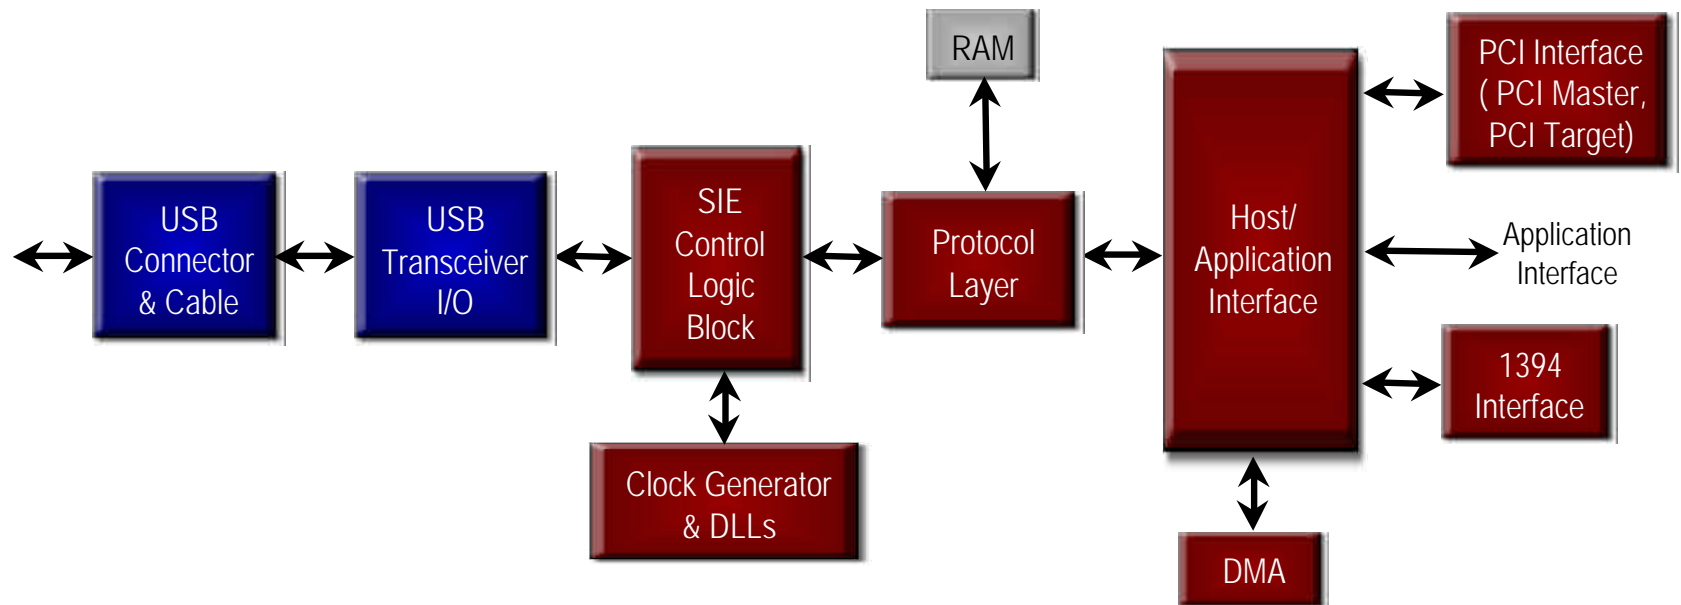 RAM
PCI Interface
( PCI Master,
PCI Target)
USB
Connector
& Cable
USB
Transceiver
I/O
SIE
Control
Logic
Block
Protocol
Layer
Host/
Application
Interface
Application
Interface
1394
Interface
Clock Generator
& DLLs
DMA